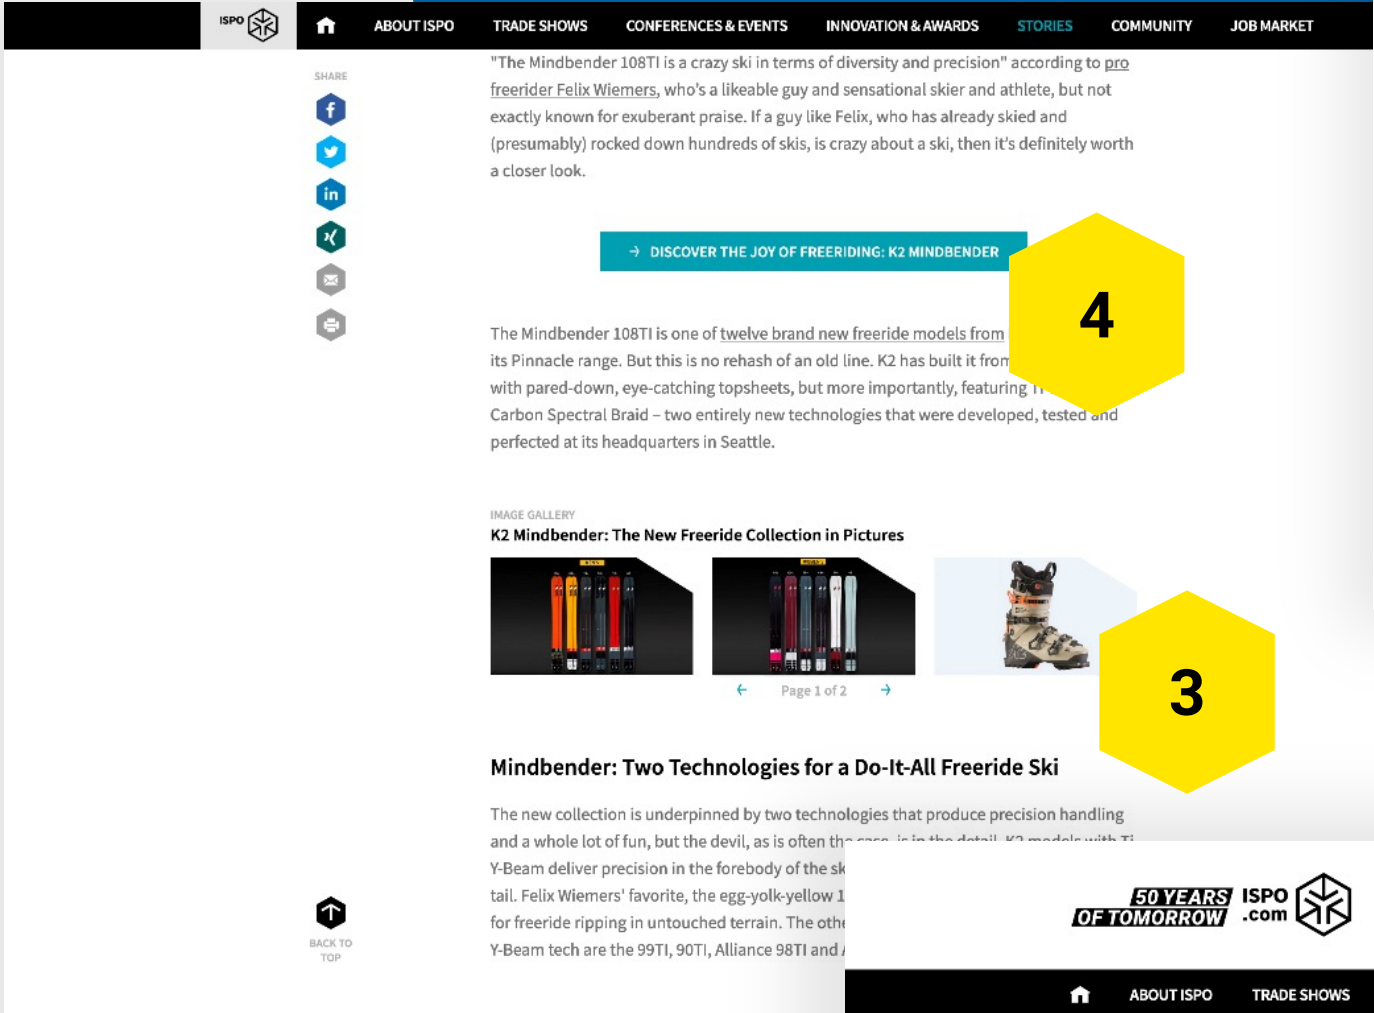 ISPO
ABOUT ISPO
TRADE SHOWS
CONFERENCES & EVENTS
INNOVATION & AWARDS
STORIES
COMMUNITY
JOB MARKET
SHARE
"The Mindbender 108TI is a crazy ski in terms of diversity and precision" according to pro
freerider Felix Wiemers, who's a likeable guy and sensational skier and athlete, but not
exactly known for exuberant praise. If a guy like Felix, who has already skied and
(presumably) rocked down hundreds of skis, is crazy about a ski, then it's definitely worth
a closer look.
→ DISCOVER THE JOY OF FREERIDING: K2 MINDBENDER
4
The Mindbender 108TI is one of twelve brand new freeride models from
its Pinnacle range. But this is no rehash of an old line. K2 has built it from
with pared-down, eye-catching topsheets, but more importantly, featuring
Carbon Spectral Braid – two entirely new technologies that were developed, tested and
perfected at its headquarters in Seattle.
IMAGE GALLERY
K2 Mindbender: The New Freeride Collection in Pictures
← Page 1 of 2 →
3
Mindbender: Two Technologies for a Do-It-All Freeride Ski
The new collection is underpinned by two technologies that produce precision handling
and a whole lot of fun, but the devil, as is often the case, is in the detail. K2 models with Ti
Y-Beam deliver precision in the forebody of the
tail. Felix Wiemers' favorite, the egg-yolk-yellow
for freeride ripping in untouched terrain. The
Y-Beam tech are the 99TI, 90TI, Alliance 98TI and
BACK TO
TOP
50 YEARS
OF TOMORROW
ISPO
.com
ABOUT ISPO
TRADE SHOWS